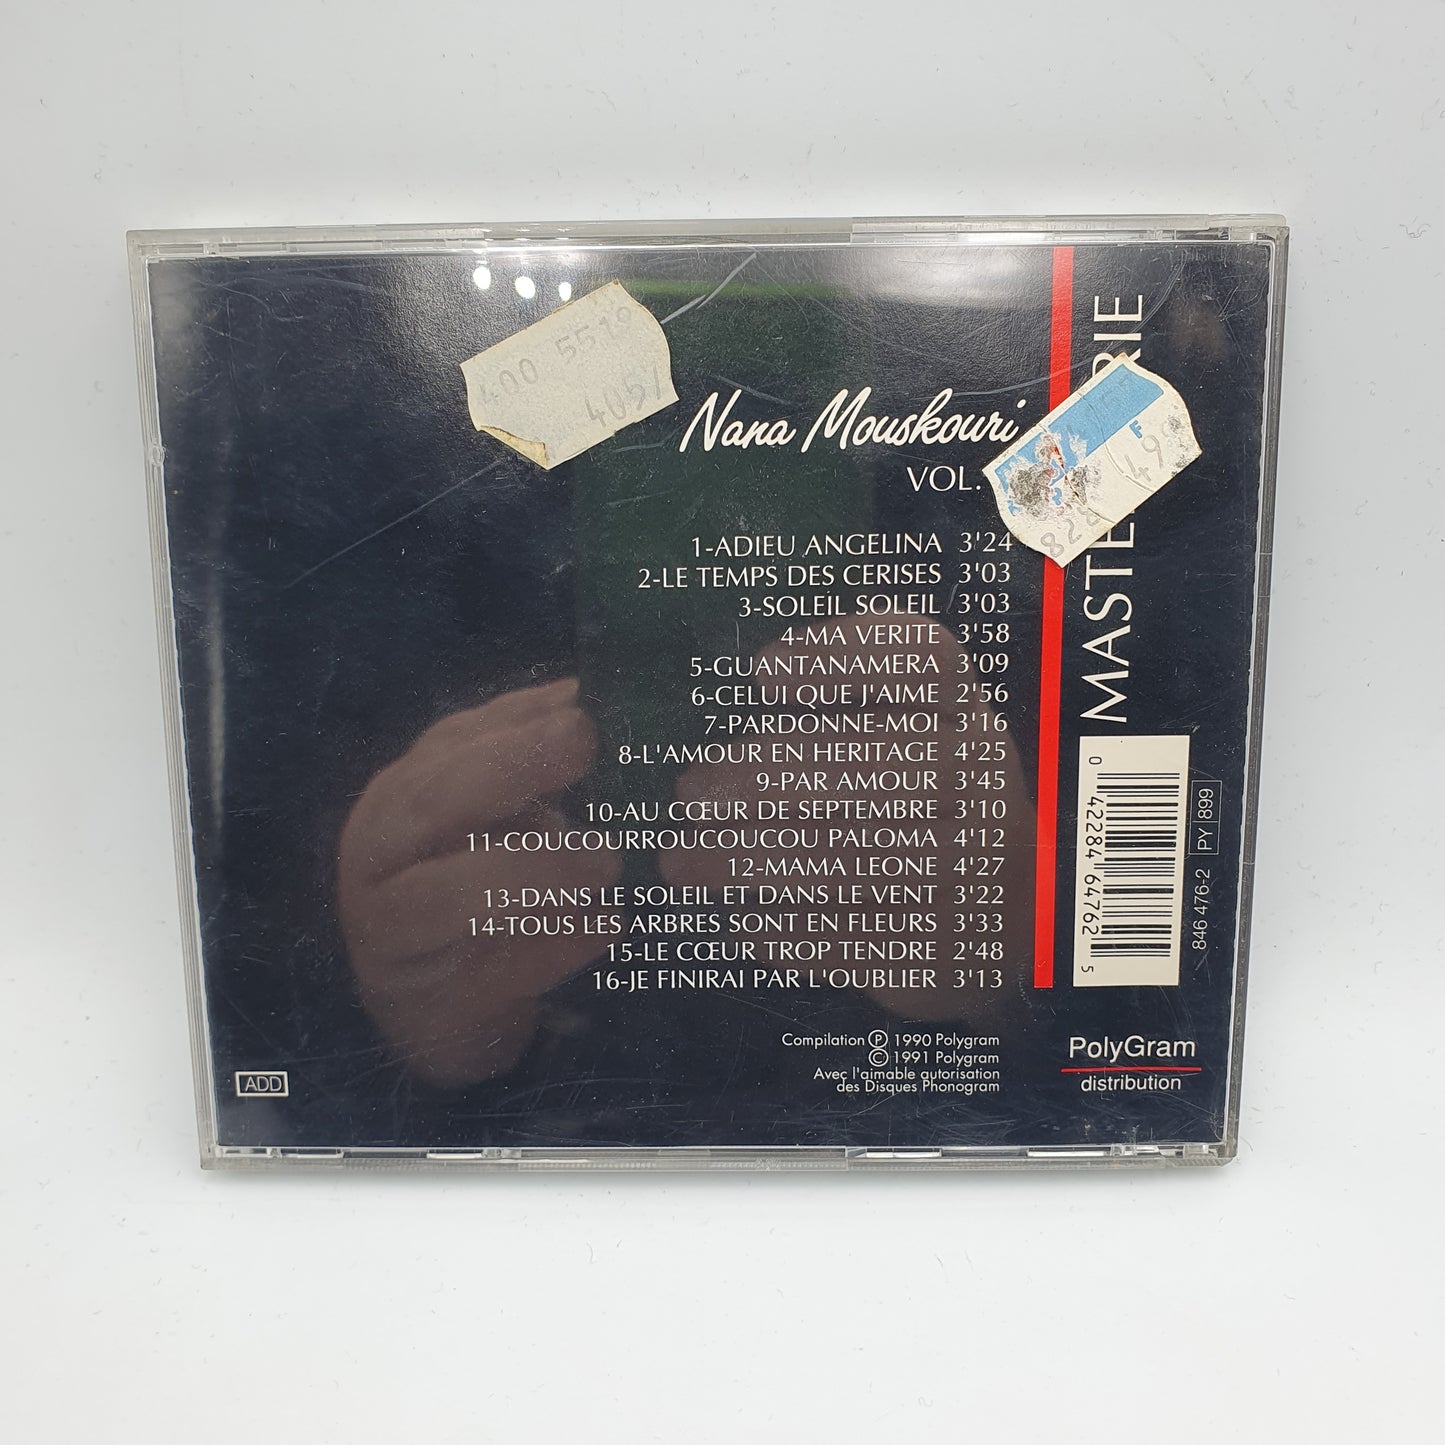 400 5519
4057
Nana Mouskouri
VOL.
F
49
822
1-ADIEU ANGELINA 3'24
2-LE TEMPS DES CERISES 3'03
3-SOLEIL SOLEIL 3'03
4-MA VERITE 3'58
5-GUANTANAMERA 3'09
6-CELUI QUE J'AIME 2'56
7-PARDONNE-MOI 3'16
8-L'AMOUR EN HERITAGE 4'25
9-PAR AMOUR 3'45
10-AU CŒUR DE SEPTEMBRE 3'10
11-COUCOURROUCOUCOU PALOMA 4'12
12-MAMA LEONE 4'27
13-DANS LE SOLEIL ET DANS LE VENT 3'22
14-TOUS LES ARBRES SONT EN FLEURS 3'33
15-LE CŒUR TROP TENDRE 2'48
16-JE FINIRAI PAR L'OUBLIER 3'13
Compilation Ⓟ 1990 Polygram
© 1991 Polygram
Avec l'aimable autorisation
des Disques Phonogram
ADD
0 42284 64762 5
846 476-2 PY 899
PolyGram
distribution